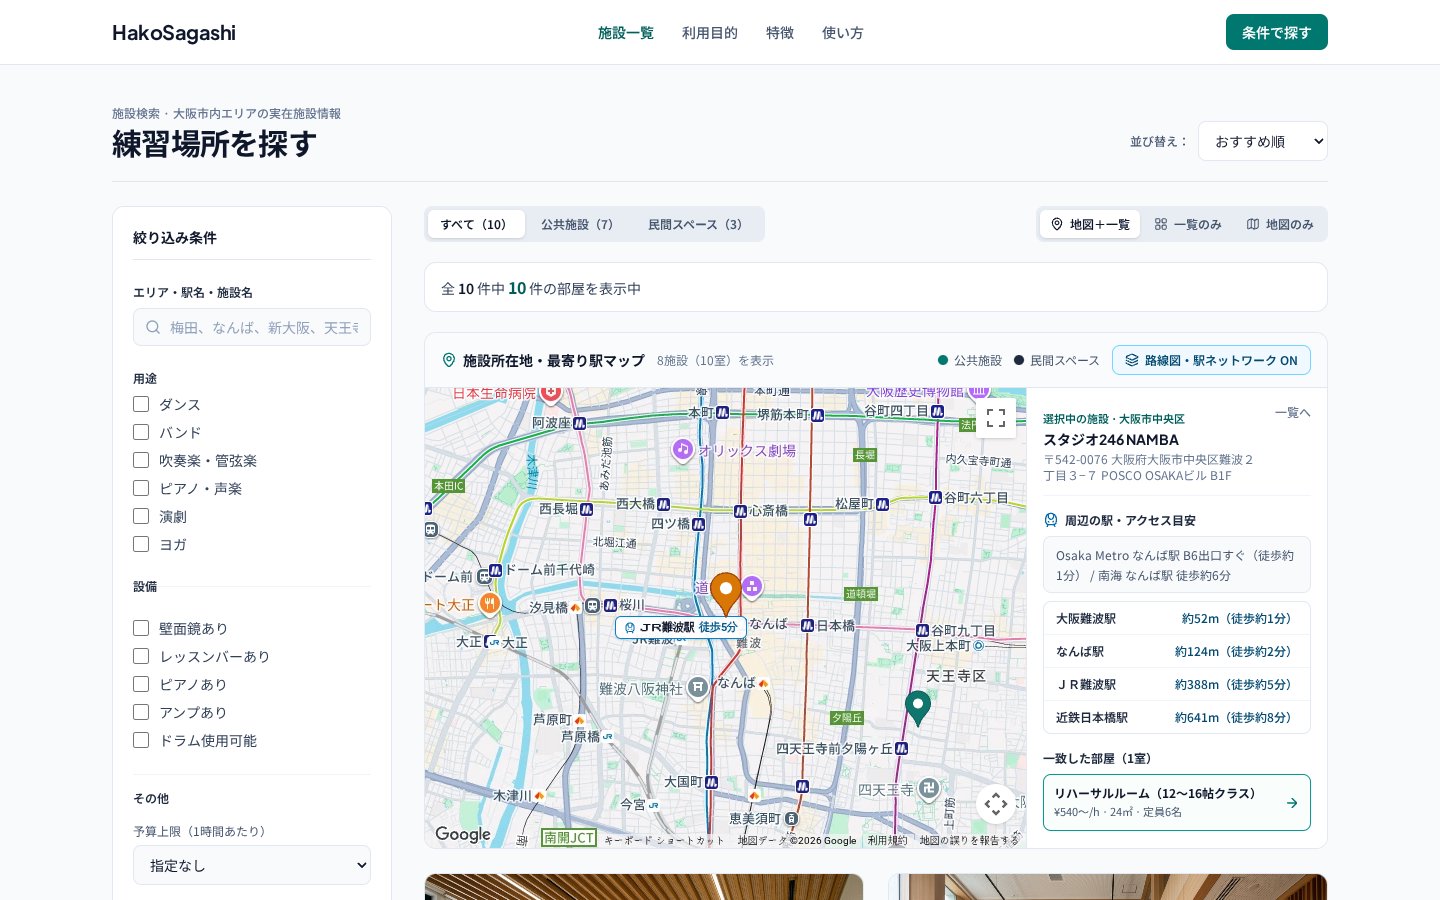 HakoSagashi
施設一覧
利用目的
特徴
使い方
条件で探す
施設検索・大阪市内エリアの実在施設情報
練習場所を探す
並び替え：
おすすめ順
絞り込み条件
エリア・駅名・施設名
梅田、なんば、新大阪、天王寺
用途
ダンス
バンド
吹奏楽・管弦楽
ピアノ・声楽
演劇
ヨガ
設備
壁面鏡あり
レッスンバーあり
ピアノあり
アンプあり
ドラム使用可能
その他
予算上限（1時間あたり）
指定なし
すべて（10）
公共施設（7）
民間スペース（3）
地図＋一覧
一覧のみ
地図のみ
全 10 件中 10 件の部屋を表示中
施設所在地・最寄り駅マップ
8施設（10室）を表示
公共施設
民間スペース
路線図・駅ネットワーク ON
日本生命病院
本町通
大阪歴史博物館
阿波座
本町
堺筋本町
谷町四丁目
オリックス劇場
長堀
内久宝寺町通
あみだ池筋
木津川
本田IC
西大橋
松屋町
谷町六丁目
西長堀
四ツ橋
心斎橋
北堀江通
ドーム前
ドーム前千代崎
道頓堀
汐見橋
桜川
なんば
日本橋
谷町九丁目
JR難波駅 徒歩5分
難波
大正
大正
大阪上本町
天王寺区
難波八阪神社
なんば
夕陽丘
芦原町
芦原橋
四天王寺前夕陽ヶ丘
大国町
四天王寺
木津川
今宮
恵美須町
上町筋
南開JCT
Google
キーボード ショートカット
地図データ ©2026 Google
利用規約
地図の誤りを報告する
選択中の施設・大阪市中央区
一覧へ
スタジオ246 NAMBA
〒542-0076 大阪府大阪市中央区難波２
丁目３−７ POSCO OSAKAビル B1F
周辺の駅・アクセス目安
Osaka Metro なんば駅 B6出口すぐ（徒歩約
1分） / 南海 なんば駅 徒歩約6分
大阪難波駅
約52m（徒歩約1分）
なんば駅
約124m（徒歩約2分）
ＪＲ難波駅
約388m（徒歩約5分）
近鉄日本橋駅
約641m（徒歩約8分）
一致した部屋（1室）
リハーサルルーム（12〜16帖クラス）
¥540〜/h・24㎡・定員6名